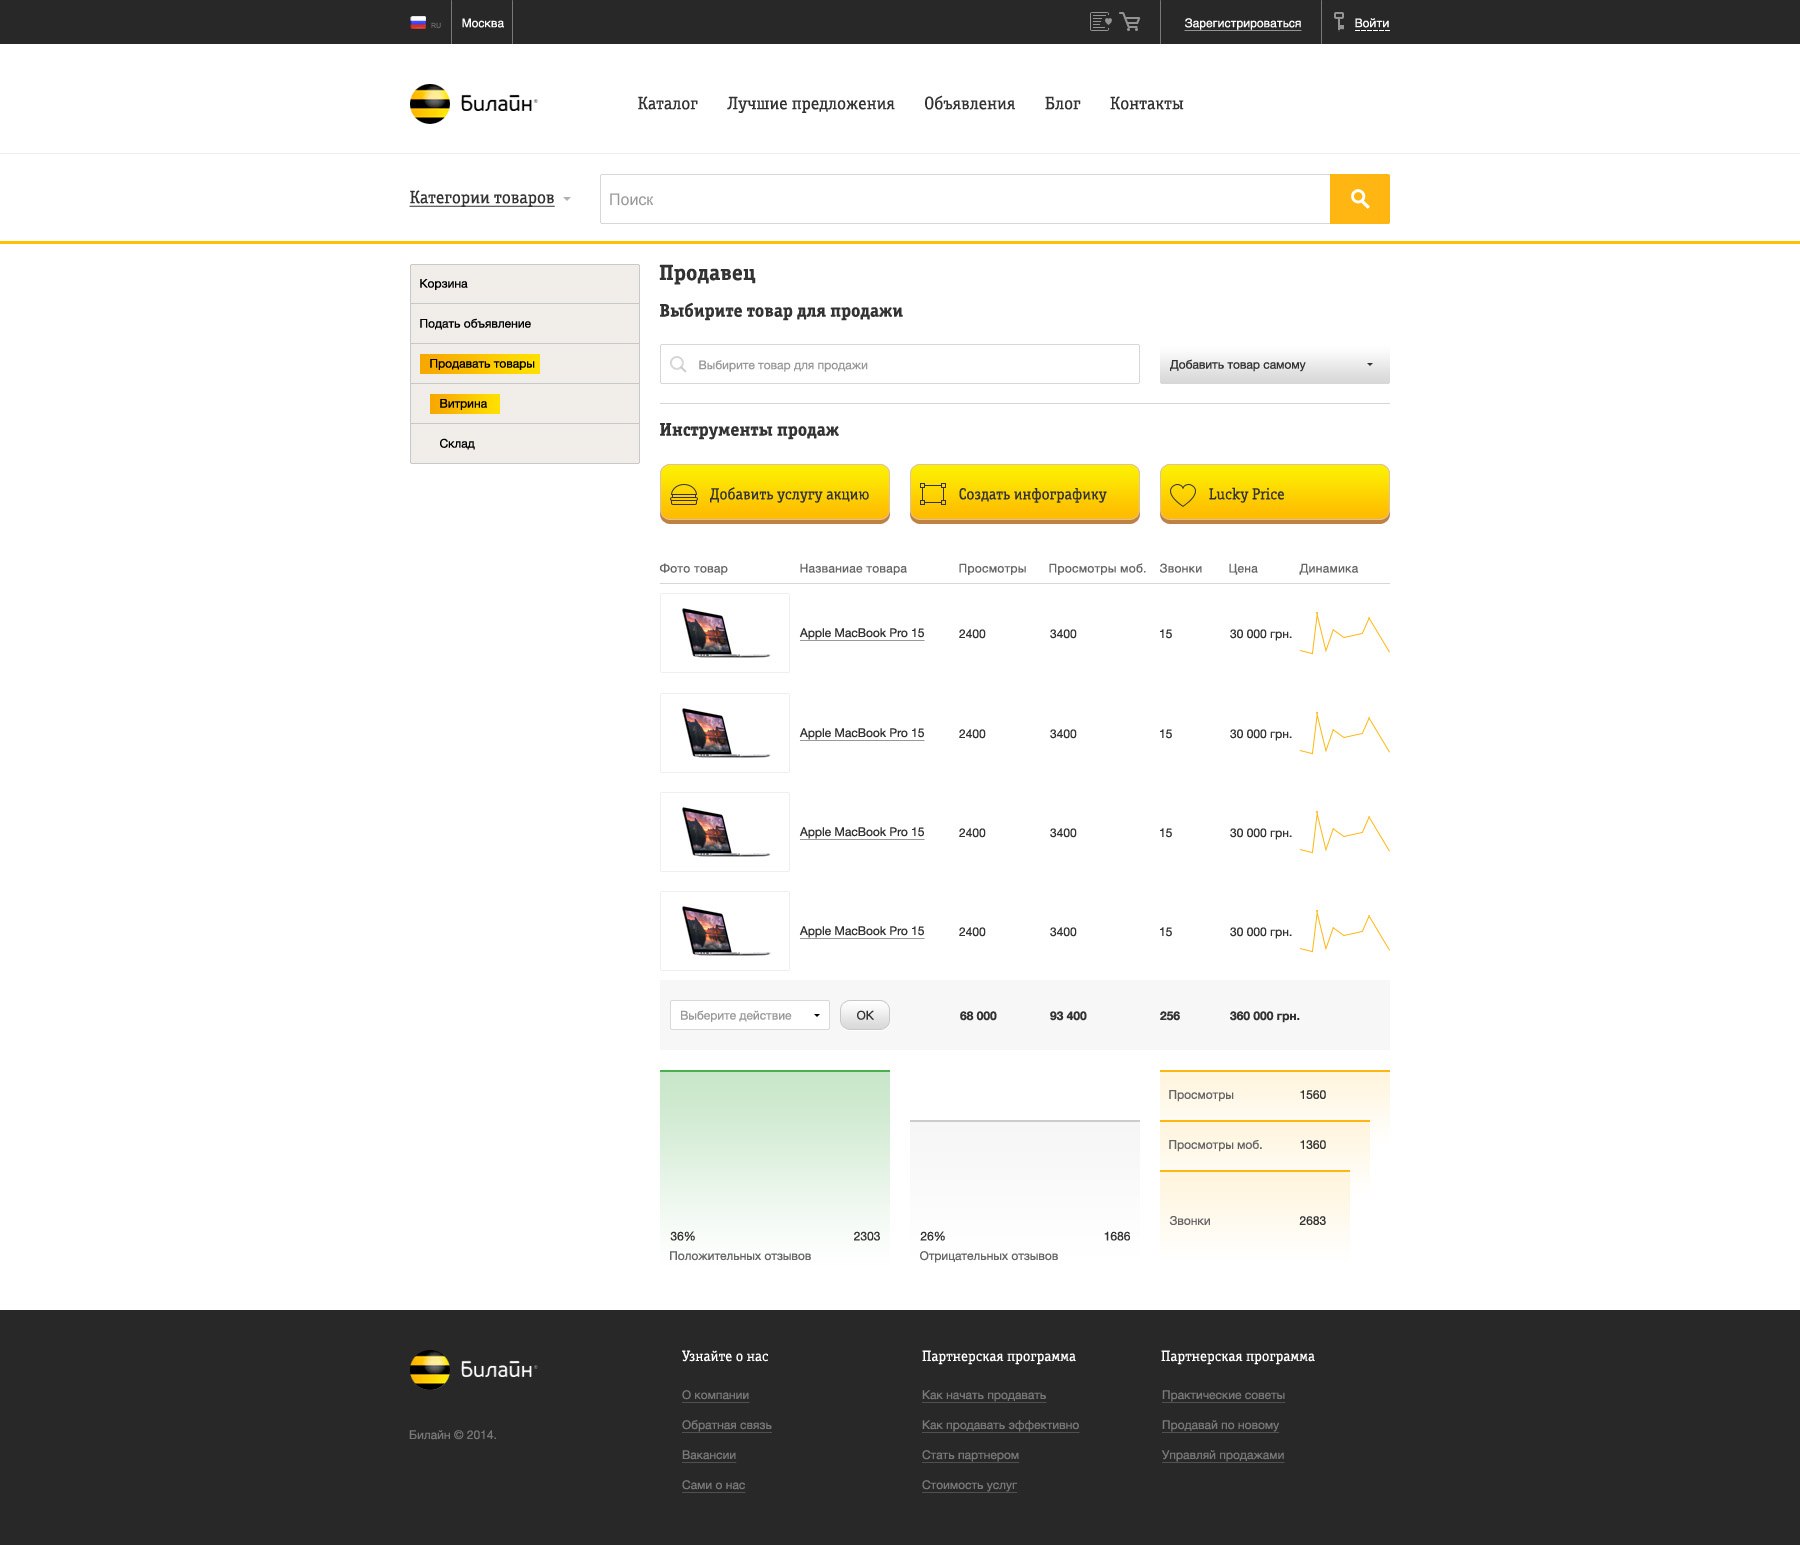 RU
Москва
Зарегистрироваться
Войти
Билайн®
Каталог
Лучшие предложения
Объявления
Блог
Контакты
Категории товаров
Поиск
Корзина
Подать объявление
Продавать товары
Витрина
Склад
Продавец
Выбирите товар для продажи
Выбирите товар для продажи
Добавить товар самому
Инструменты продаж
Добавить услугу акцию
Создать инфографику
Lucky Price
Фото товар Названиае товара Просмотры Просмотры моб. Звонки Цена Динамика
Apple MacBook Pro 15 2400 3400 15 30 000 грн.
Apple MacBook Pro 15 2400 3400 15 30 000 грн.
Apple MacBook Pro 15 2400 3400 15 30 000 грн.
Apple MacBook Pro 15 2400 3400 15 30 000 грн.
Выберите действие OK 68 000 93 400 256 360 000 грн.
36% 2303
Положительных отзывов
26% 1686
Отрицательных отзывов
Просмотры 1560
Просмотры моб. 1360
Звонки 2683
Билайн®
Билайн © 2014.
Узнайте о нас
О компании
Обратная связь
Вакансии
Сами о нас
Партнерская программа
Как начать продавать
Как продавать эффективно
Стать партнером
Стоимость услуг
Партнерская программа
Практические советы
Продавай по новому
Управляй продажами